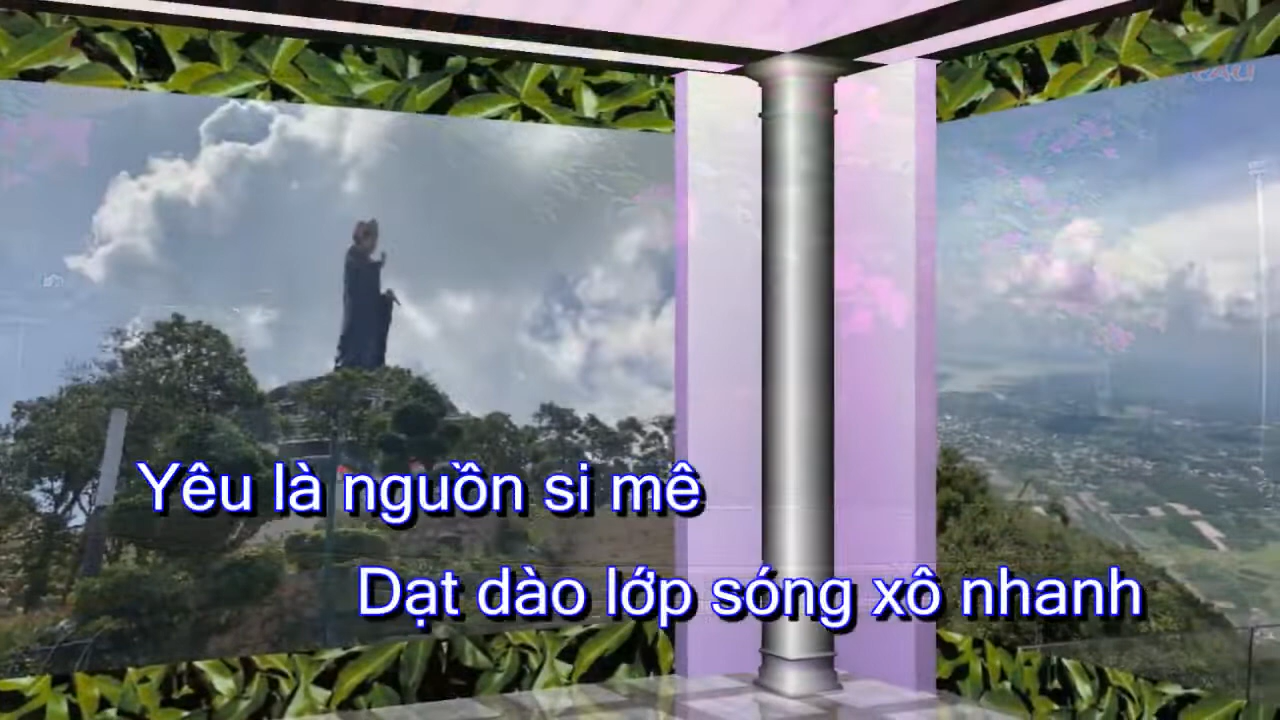 Yêu là nguồn si mê
Dạt dào lớp sóng xô nhanh